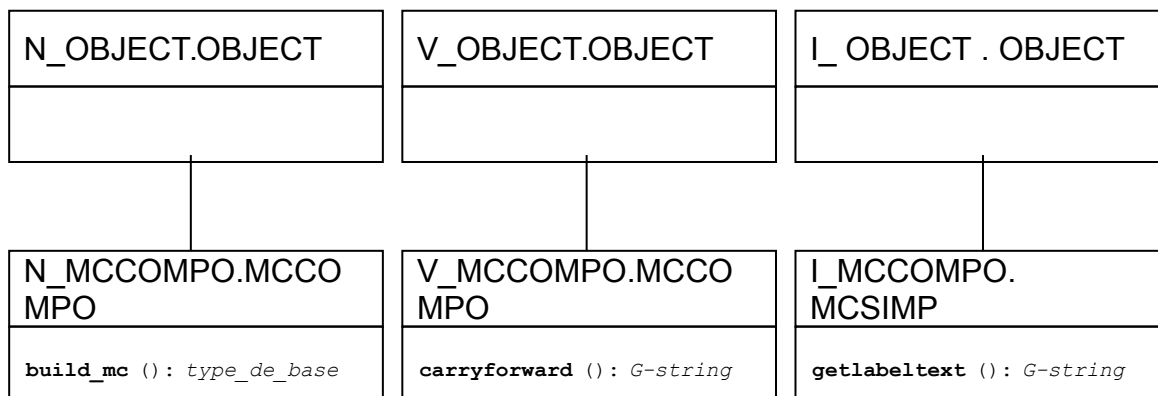 N_OBJECT.OBJECT
V_OBJECT.OBJECT
I_ OBJECT . OBJECT
N_MCCOMPO.MCCO
MPO
V_MCCOMPO.MCCO
MPO
I_MCCOMPO.
MCSIMP
build_mc (): type_de_base
carryforward (): G-string
getlabeltext (): G-string